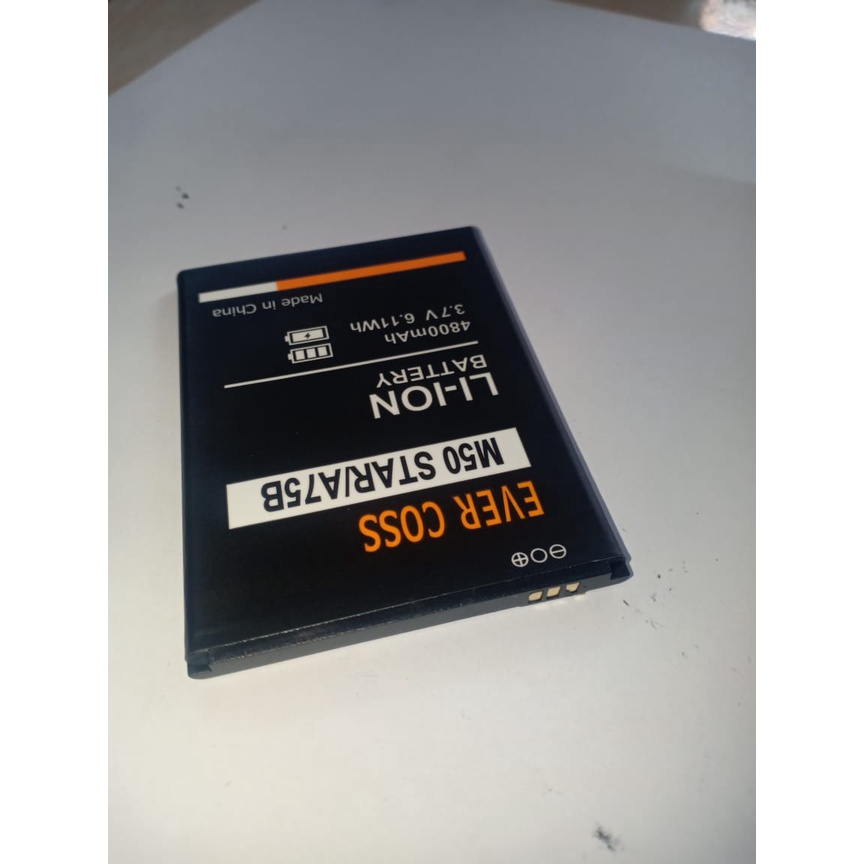 EVER COSS
M50 STAR/A75B
LI-ION
BATTERY
4800mAh
3.7V 6.11Wh
Made in China